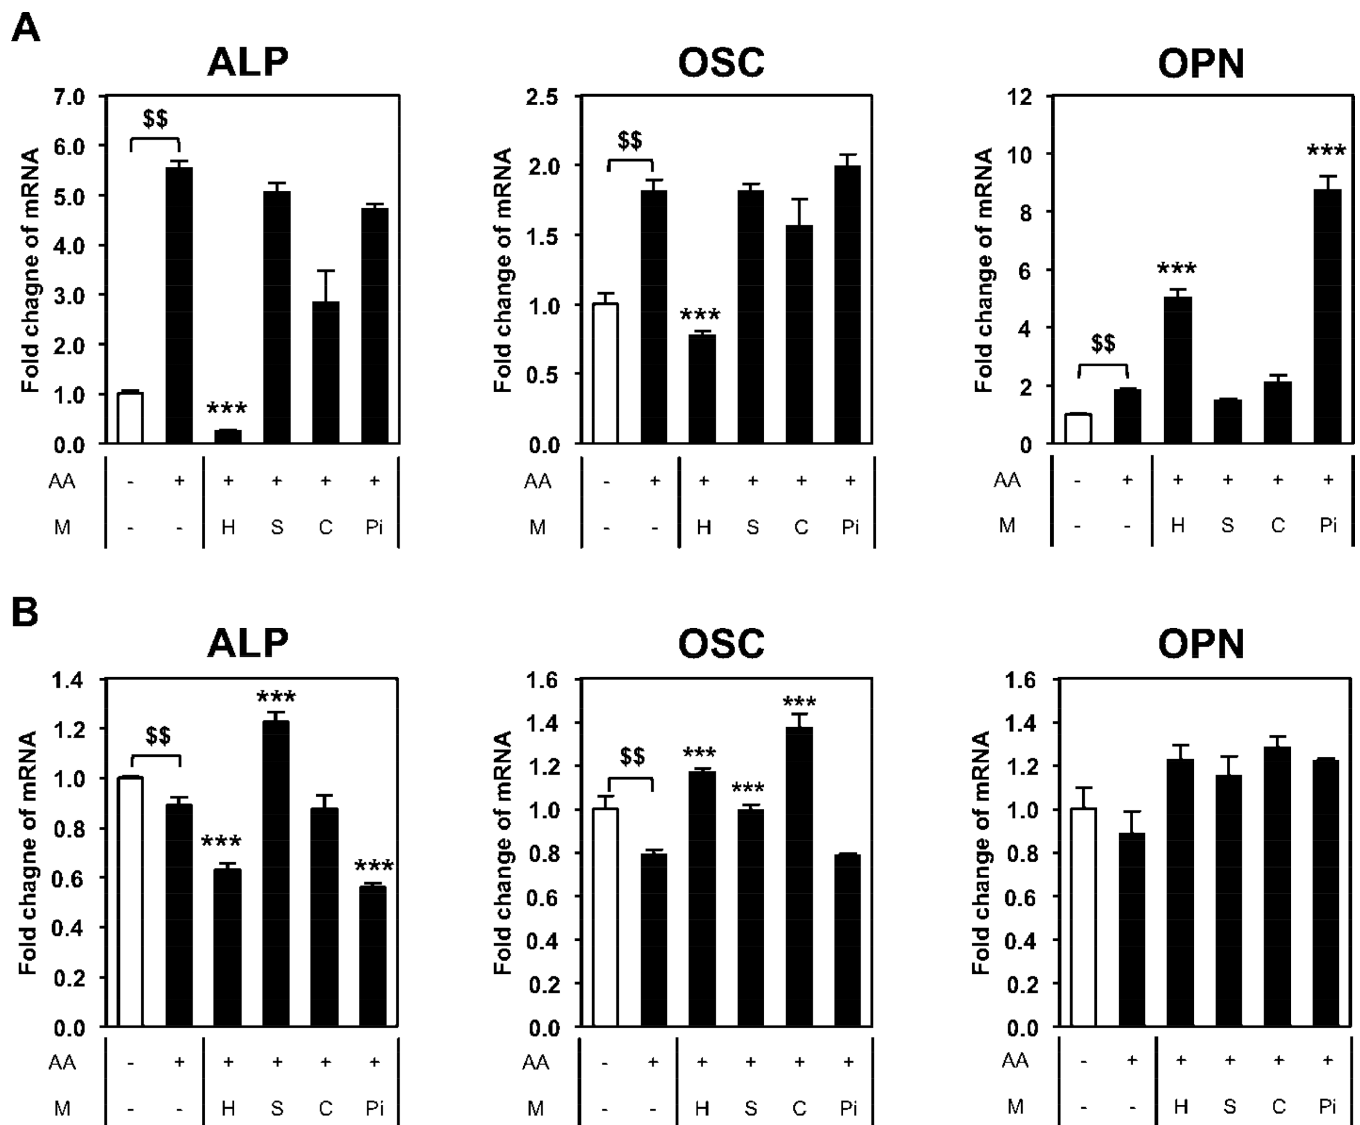 A
ALP
OSC
OPN
Fold chagne of mRNA
7.0
6.0
5.0
4.0
3.0
2.0
1.0
0.0
$$
***
AA - + + + + +
M - - H S C Pi
Fold change of mRNA
2.5
2.0
1.5
1.0
0.5
0.0
$$
***
AA - + + + + +
M - - H S C Pi
Fold change of mRNA
12
10
8
6
4
2
0
$$
***
***
AA - + + + + +
M - - H S C Pi
B
ALP
OSC
OPN
Fold chagne of mRNA
1.4
1.2
1.0
0.8
0.6
0.4
0.2
0.0
$$
***
***
***
AA - + + + + +
M - - H S C Pi
Fold change of mRNA
1.6
1.4
1.2
1.0
0.8
0.6
0.4
0.2
0.0
$$
***
***
***
AA - + + + + +
M - - H S C Pi
Fold change of mRNA
1.6
1.4
1.2
1.0
0.8
0.6
0.4
0.2
0.0
AA - + + + + +
M - - H S C Pi